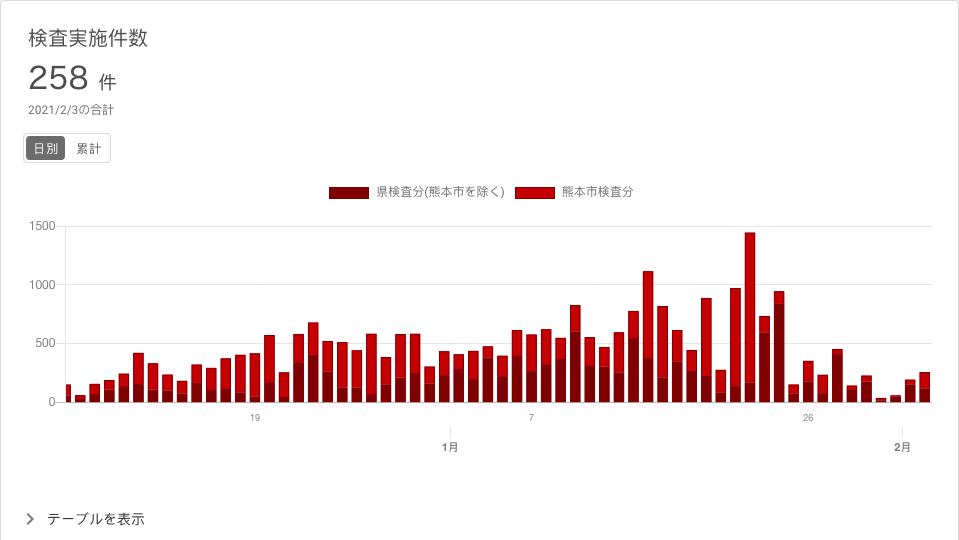 検査実施件数
258 件
2021/2/3の合計
日別 累計
県検査分(熊本市を除く) 熊本市検査分
1500
1000
500
0
19 7 26
1月 2月
テーブルを表示